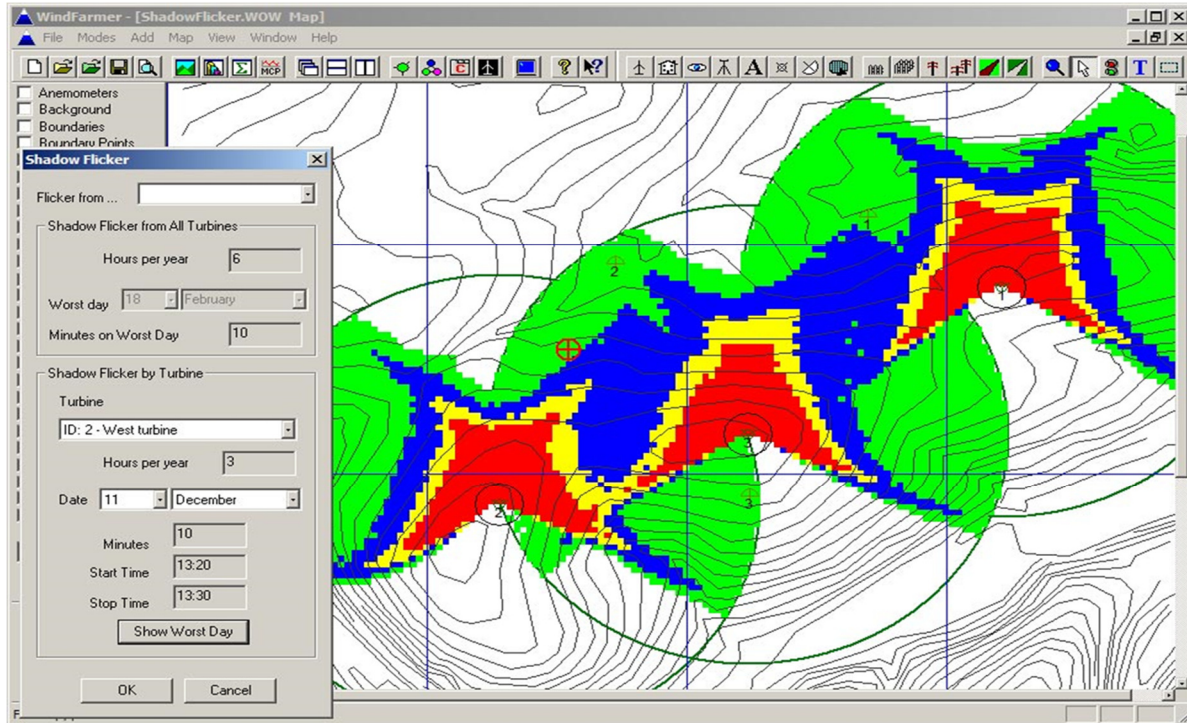 WindFarmer - [ShadowFlicker.WOW Map]
File Modes Add Map View Window Help
Σ MCP C ? ? A T
Anemometers
Background
Boundaries
Boundary Points
Shadow Flicker
Flicker from ...
Shadow Flicker from All Turbines
Hours per year 6
Worst day 18 February
Minutes on Worst Day 10
Shadow Flicker by Turbine
Turbine
ID: 2 - West turbine
Hours per year 3
Date 11 December
Minutes 10
Start Time 13:20
Stop Time 13:30
Show Worst Day
OK Cancel
1
2
1
3
2
3